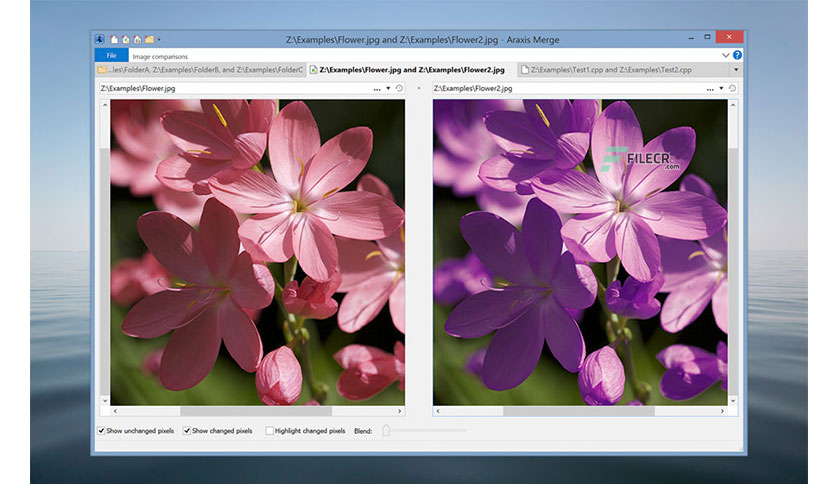 Z:\Examples\Flower.jpg and Z:\Examples\Flower2.jpg - Araxis Merge
File
Image comparisons
...les\FolderA, Z:\Examples\FolderB, and Z:\Examples\FolderC
Z:\Examples\Flower.jpg and Z:\Examples\Flower2.jpg
Z:\Examples\Test1.cpp and Z:\Examples\Test2.cpp
Z:\Examples\Flower.jpg
Z:\Examples\Flower2.jpg
FILECR
.com
Show unchanged pixels
Show changed pixels
Highlight changed pixels
Blend: